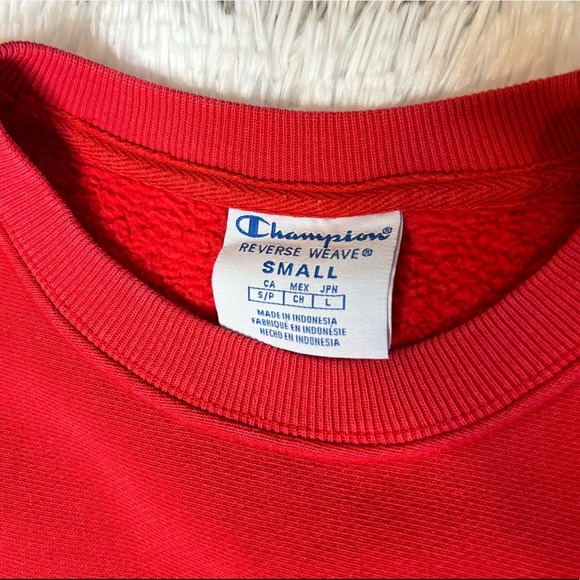 Champion®
REVERSE WEAVE®
SMALL
CA MEX JPN
S/P CH L
MADE IN INDONESIA
FABRIQUÉ EN INDONÉSIE
HECHO EN INDONESIA